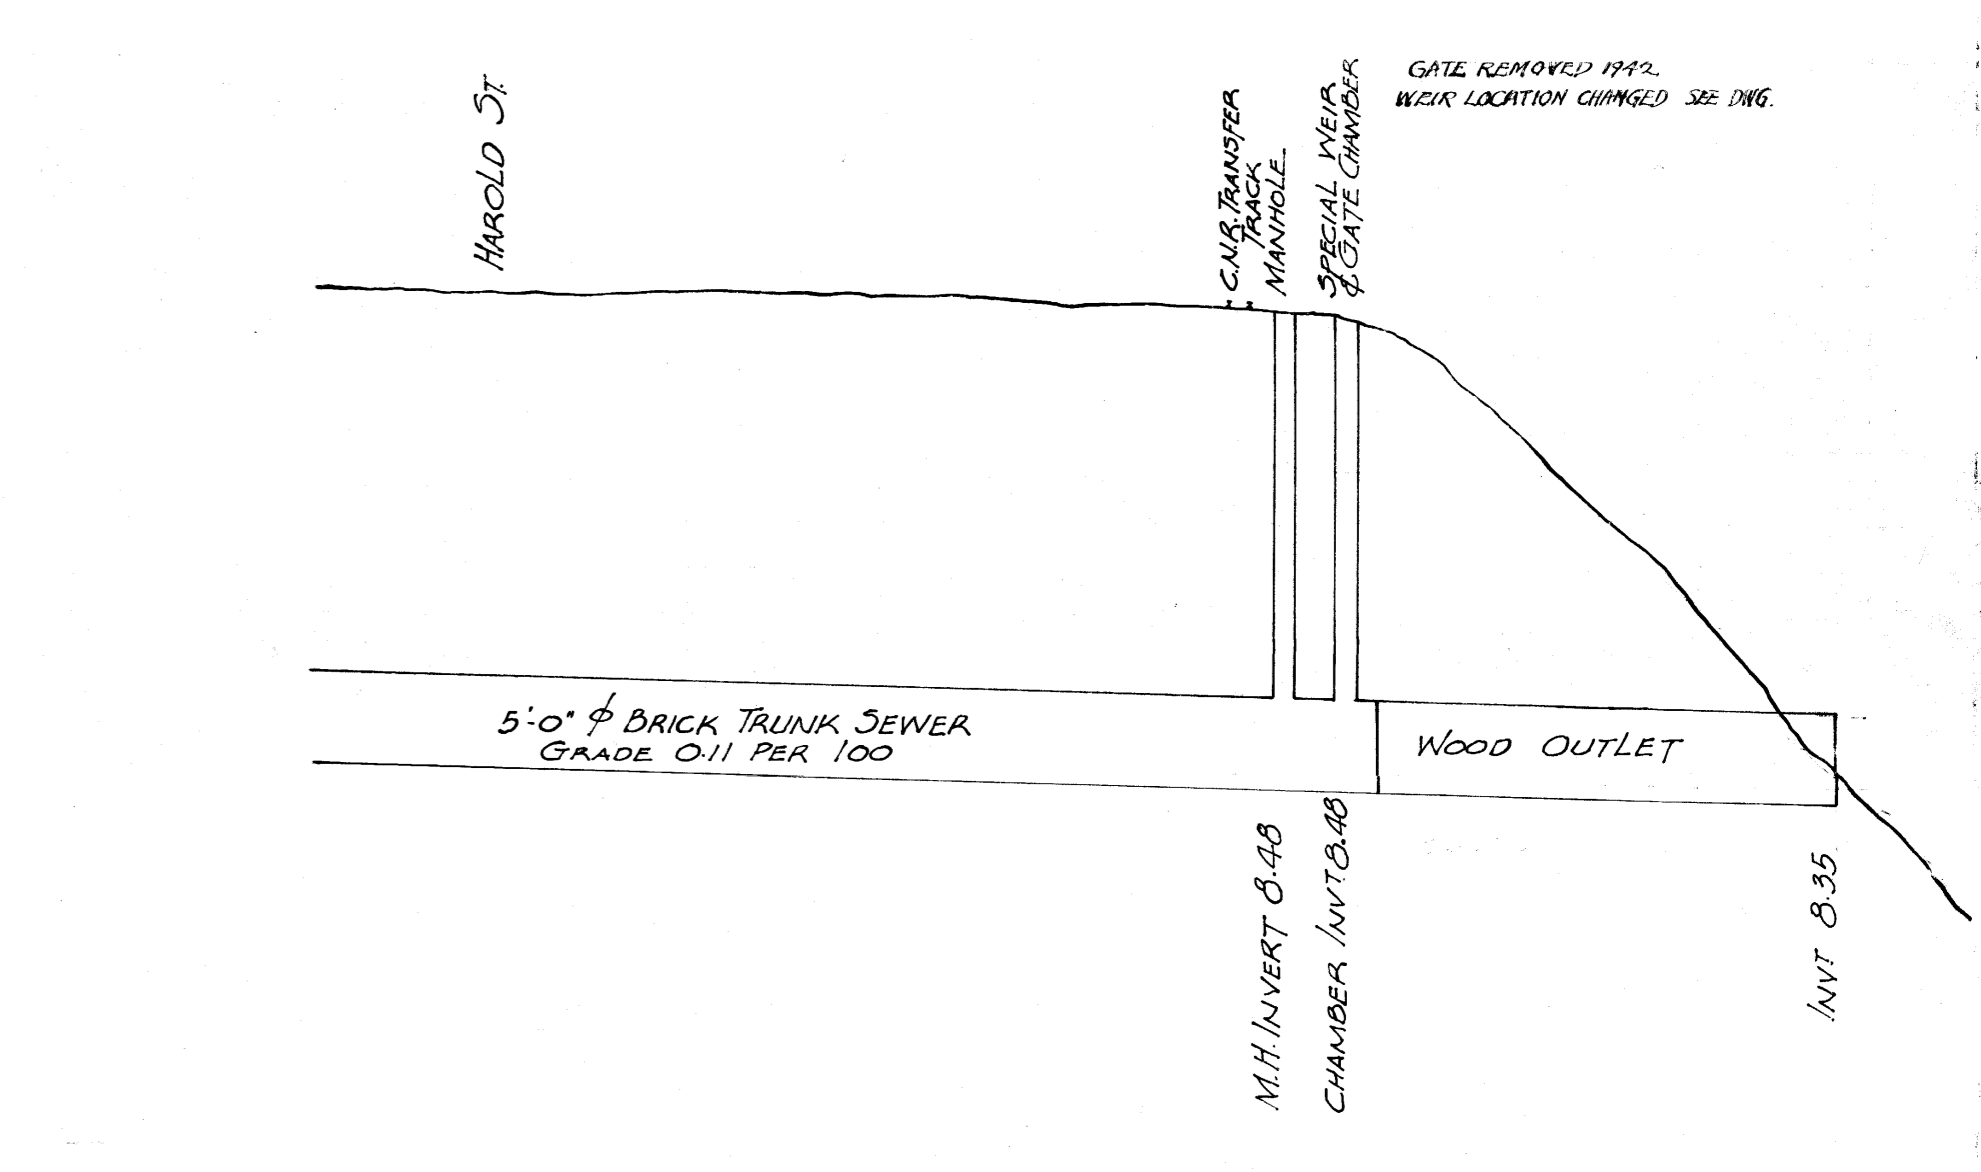 HAROLD ST.
C.N.R. TRANSFER
TRACK
MANHOLE
SPECIAL WEIR
& GATE CHAMBER
GATE REMOVED 1942
WEIR LOCATION CHANGED SEE DWG.
5'-0" ϕ BRICK TRUNK SEWER
GRADE 0.11 PER 100
WOOD OUTLET
M.H. INVERT 8.48
CHAMBER INVT. 8.48
INVT 8.35